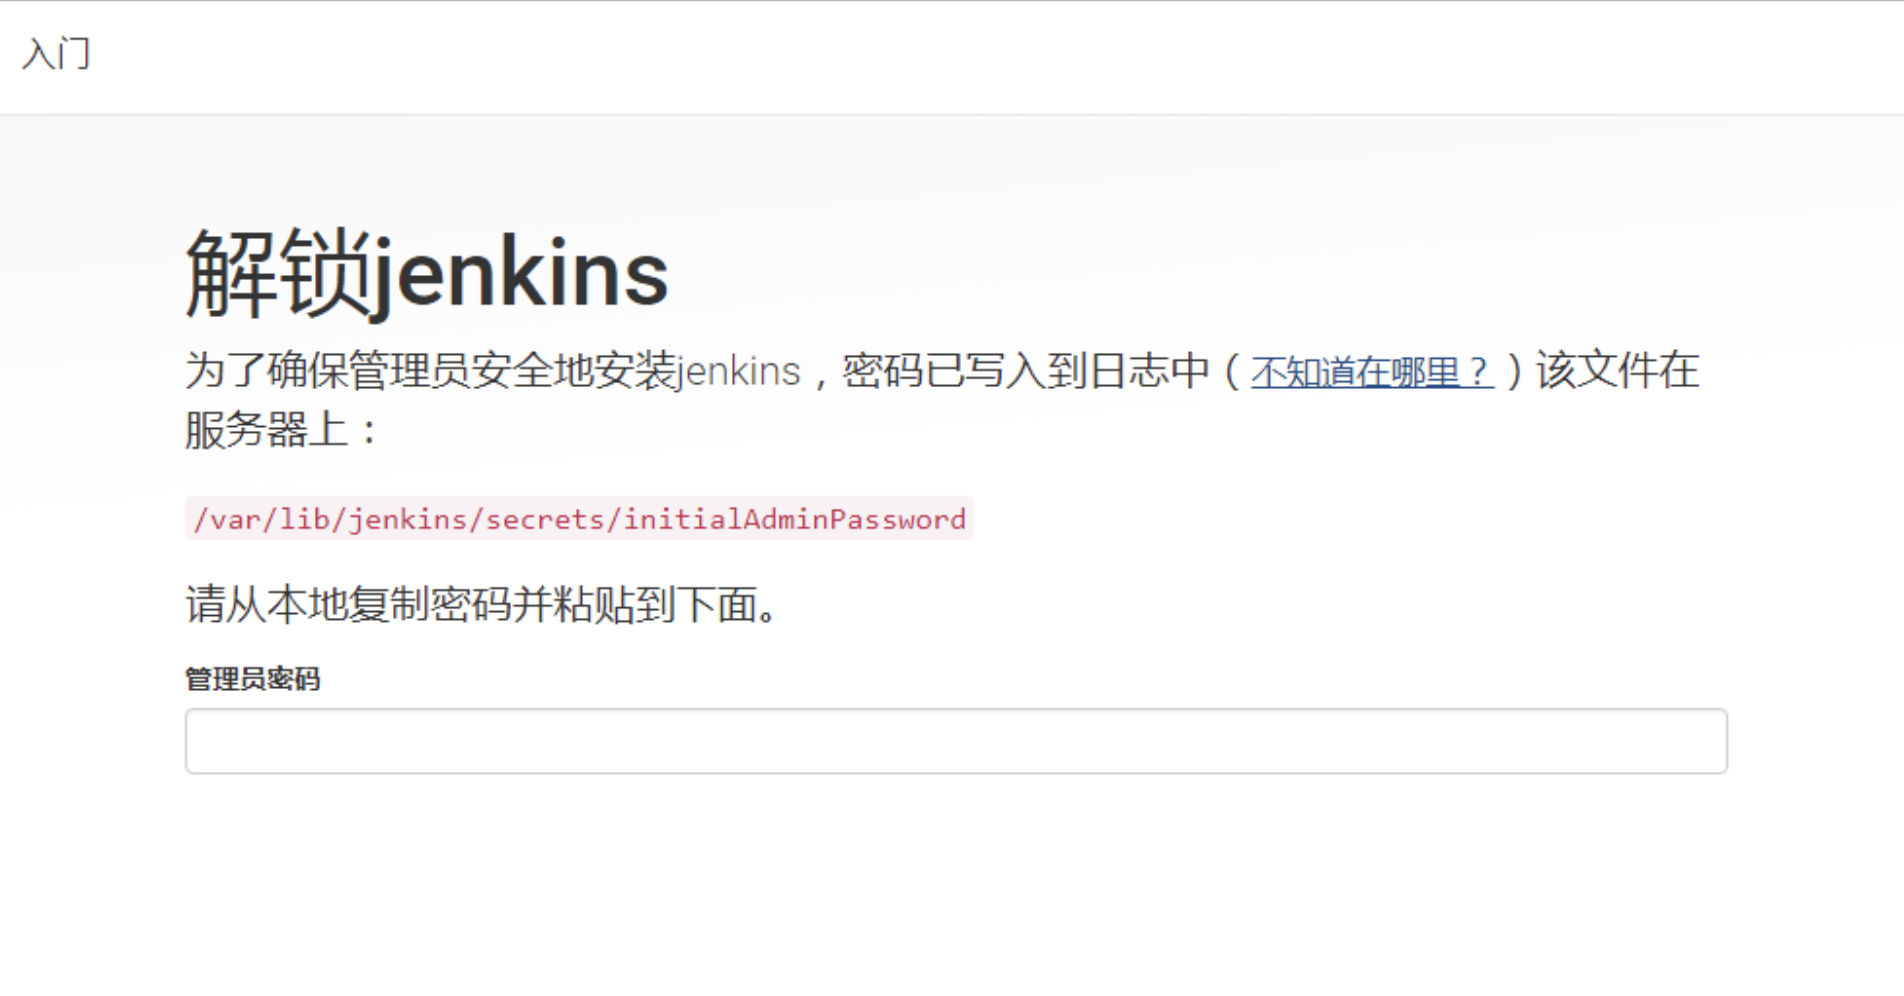 入门
解锁jenkins
为了确保管理员安全地安装jenkins，密码已写入到日志中（不知道在哪里？）该文件在
服务器上：
/var/lib/jenkins/secrets/initialAdminPassword
请从本地复制密码并粘贴到下面。
管理员密码